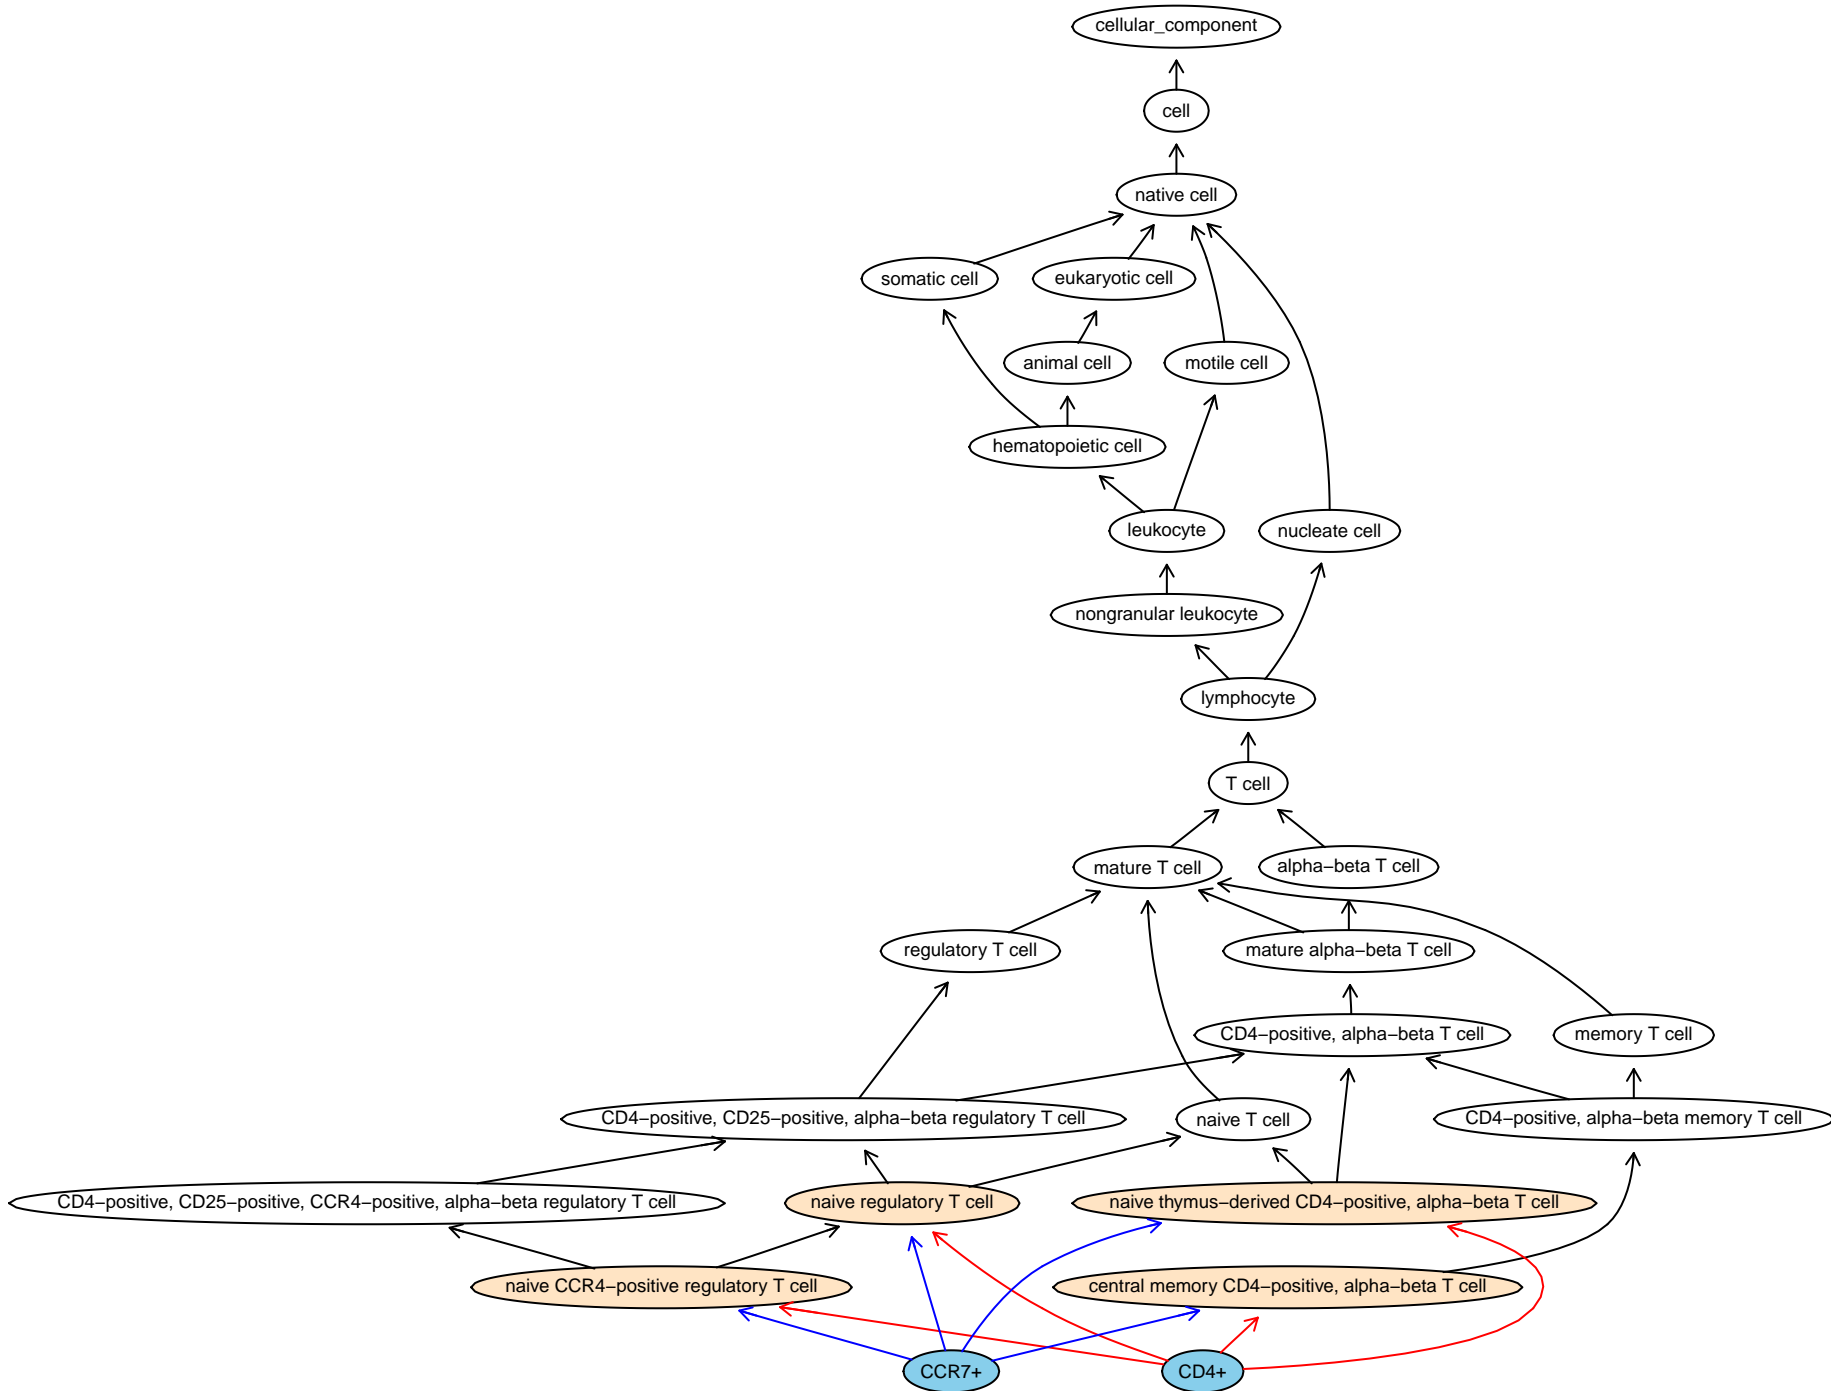 cellular_component
cell
native cell
somatic cell
eukaryotic cell
animal cell
motile cell
hematopoietic cell
leukocyte
nucleate cell
nongranular leukocyte
lymphocyte
T cell
mature T cell
alpha−beta T cell
regulatory T cell
mature alpha−beta T cell
CD4−positive, alpha−beta T cell
memory T cell
CD4−positive, CD25−positive, alpha−beta regulatory T cell
naive T cell
CD4−positive, alpha−beta memory T cell
CD4−positive, CD25−positive, CCR4−positive, alpha−beta regulatory T cell
naive regulatory T cell
naive thymus−derived CD4−positive, alpha−beta T cell
naive CCR4−positive regulatory T cell
central memory CD4−positive, alpha−beta T cell
CCR7+
CD4+